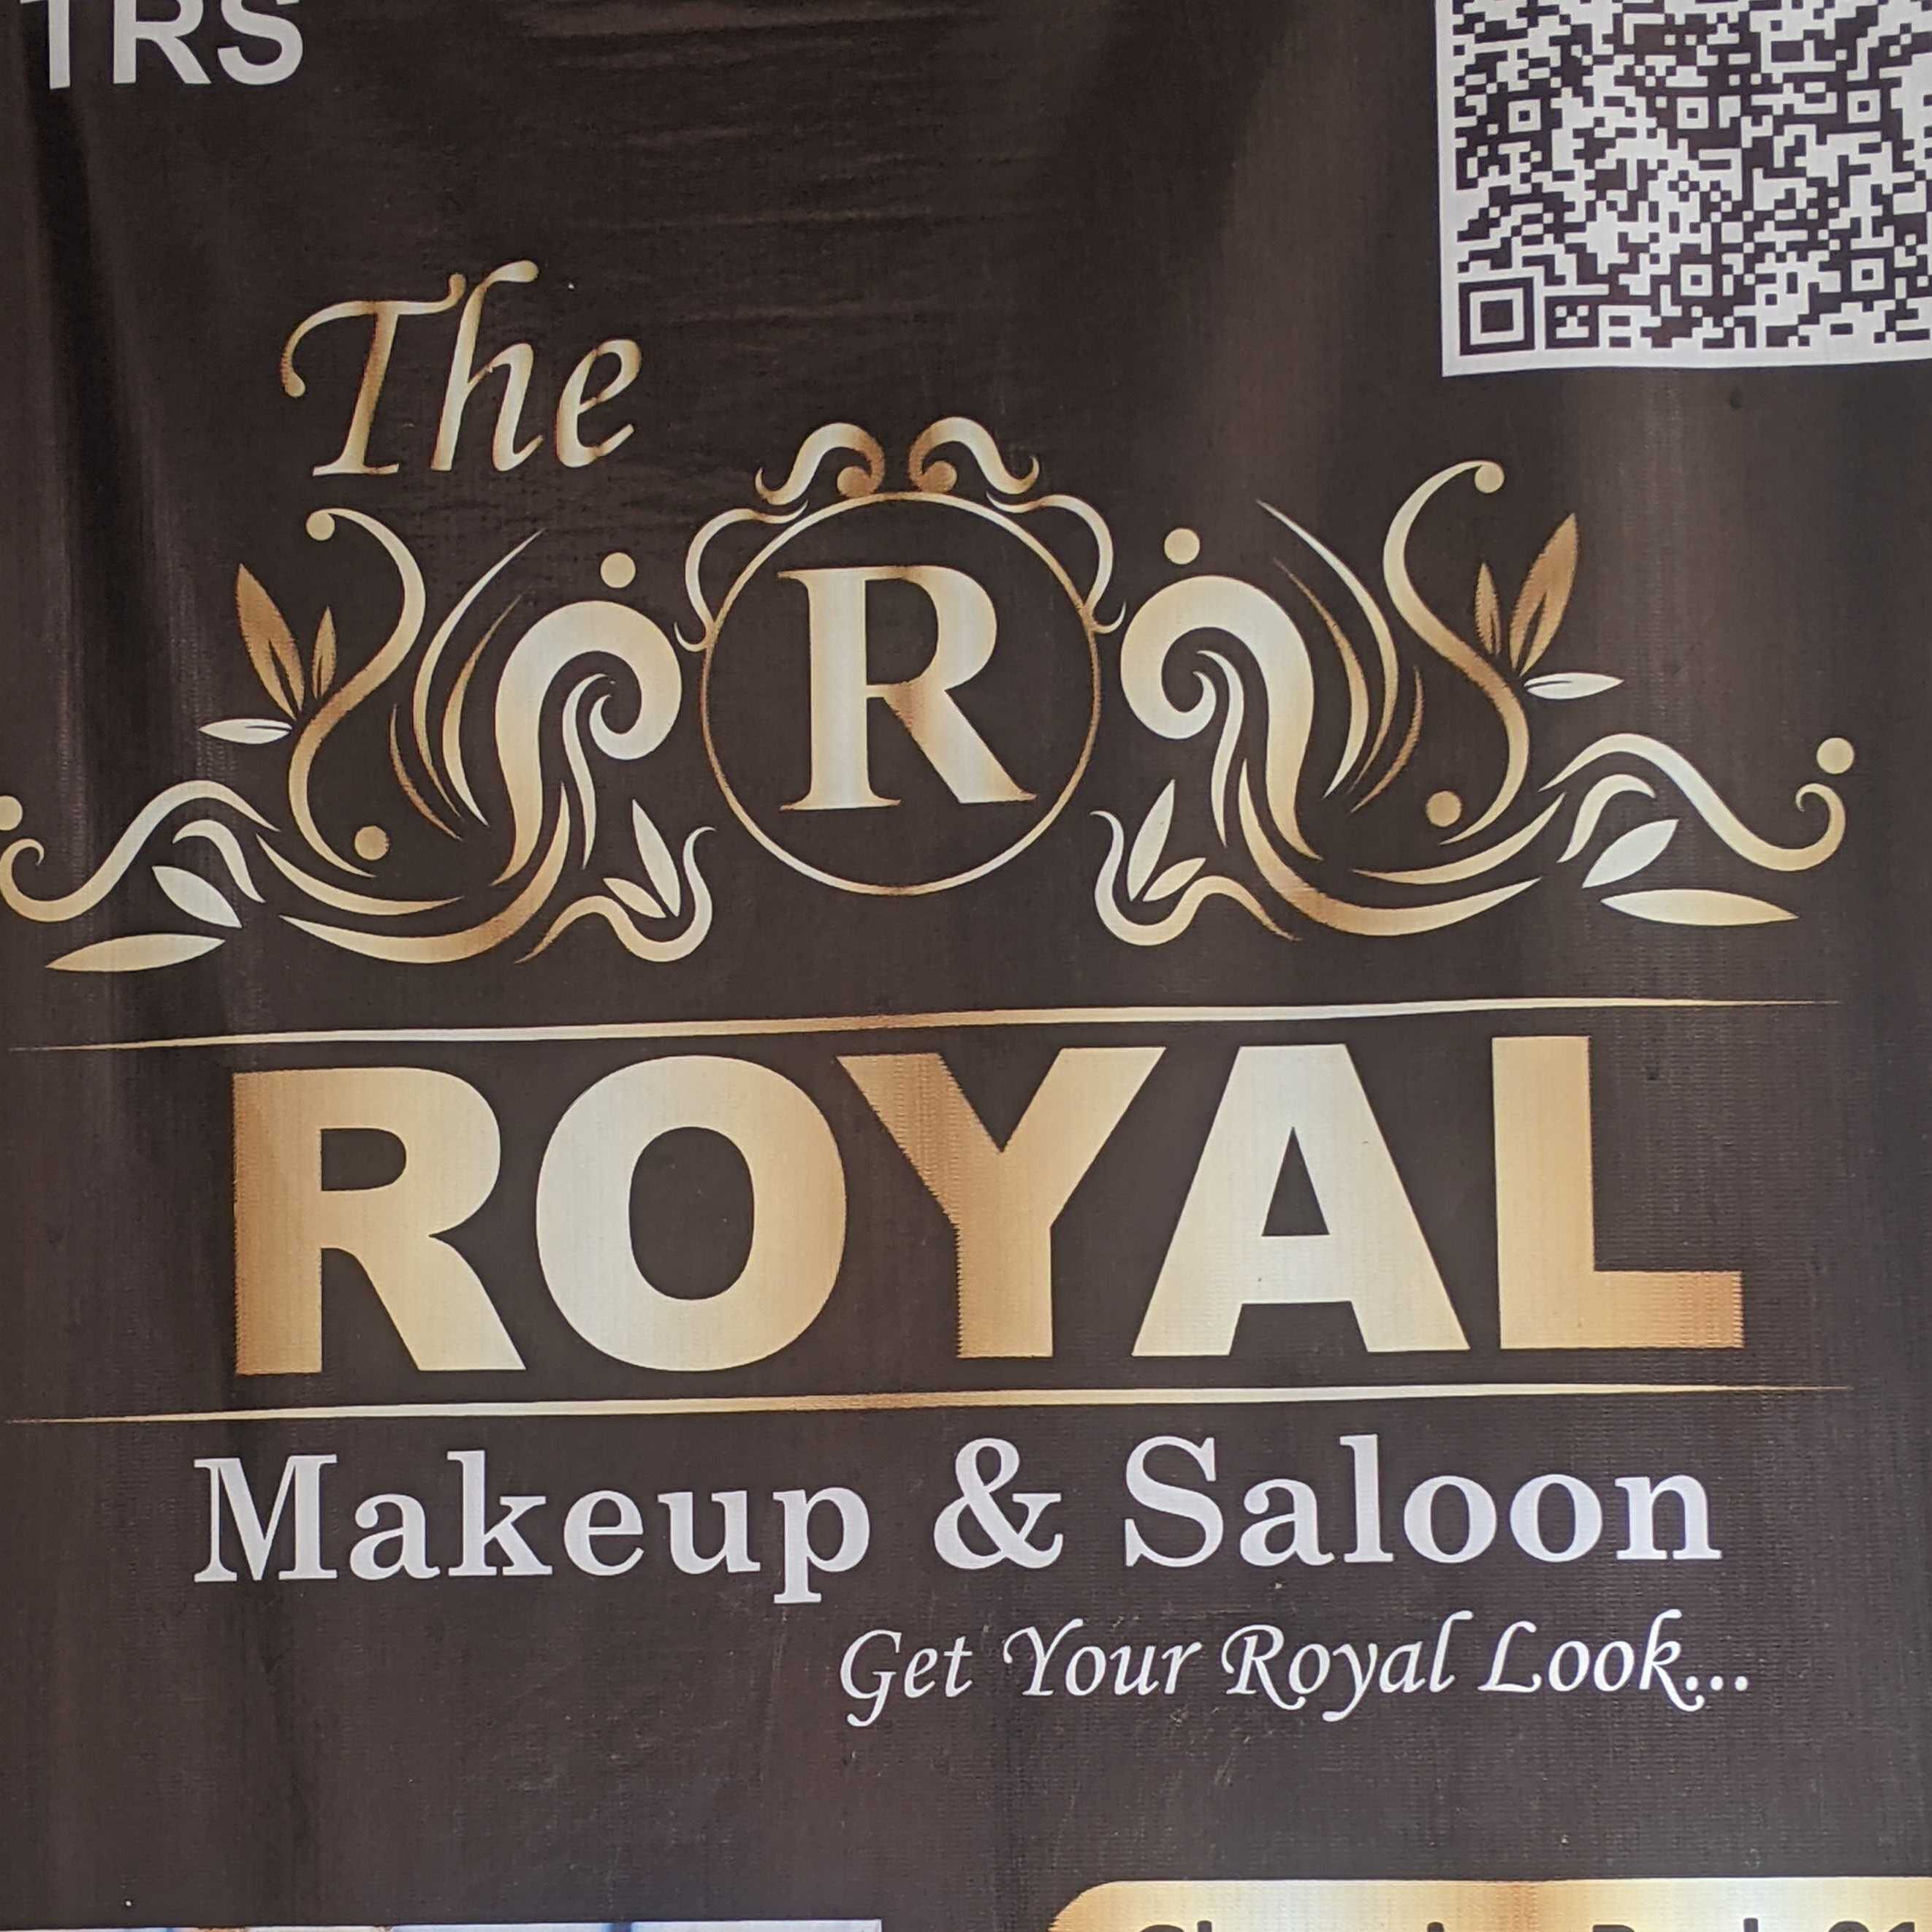 TRS
The
R
ROYAL
Makeup & Saloon
Get Your Royal Look...